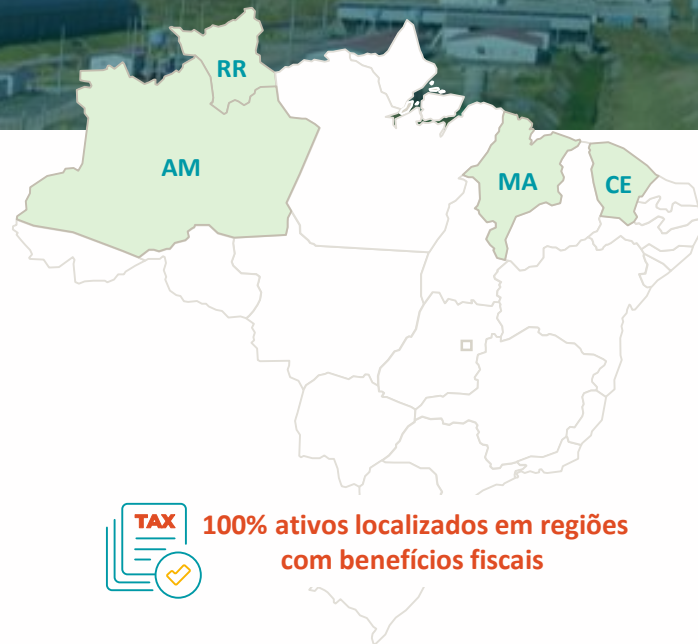 RR
AM
MA
CE
TAX
100% ativos localizados em regiões
com benefícios fiscais